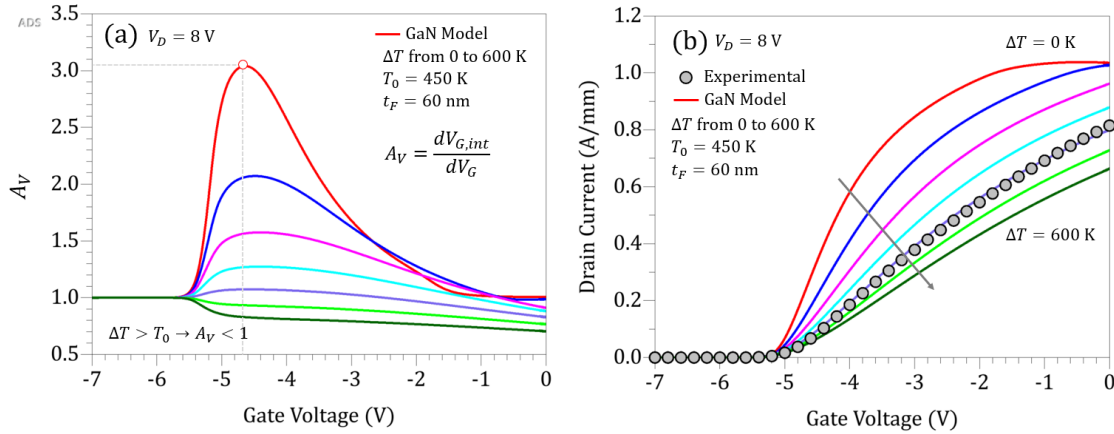 ADS
(a)
V_D = 8 V
GaN Model
ΔT from 0 to 600 K
T_0 = 450 K
t_F = 60 nm
A_V = dV_{G,int}/dV_G
ΔT > T_0 → A_V < 1
A_V
3.5
3.0
2.5
2.0
1.5
1.0
0.5
-7 -6 -5 -4 -3 -2 -1 0
Gate Voltage (V)
(b)
V_D = 8 V
ΔT = 0 K
Experimental
GaN Model
ΔT from 0 to 600 K
T_0 = 450 K
t_F = 60 nm
ΔT = 600 K
Drain Current (A/mm)
1.2
1.0
0.8
0.6
0.4
0.2
0.0
-7 -6 -5 -4 -3 -2 -1 0
Gate Voltage (V)